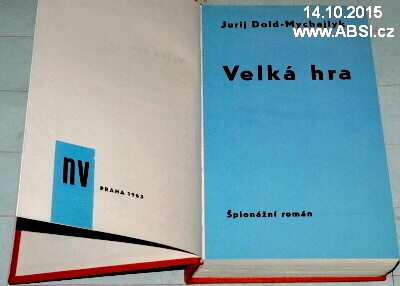 14.10.2015
www.ABSI.cz
Jurij Dold-Mychajlyk
Velká hra
nv
PRAHA 1963
Špionážní román